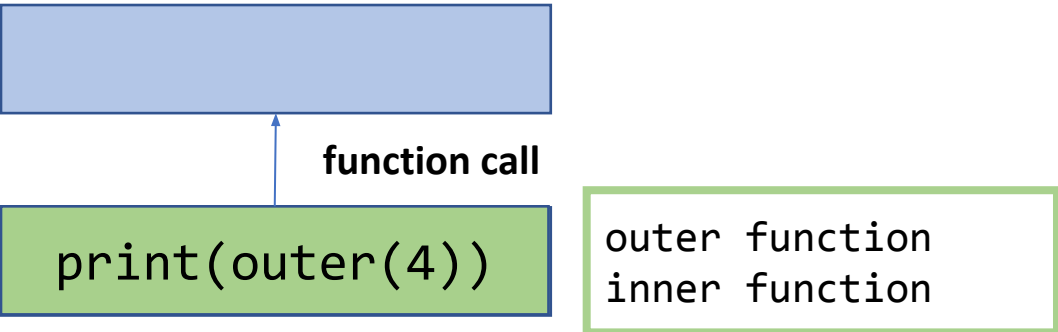 function call
print(outer(4))
outer function
inner function